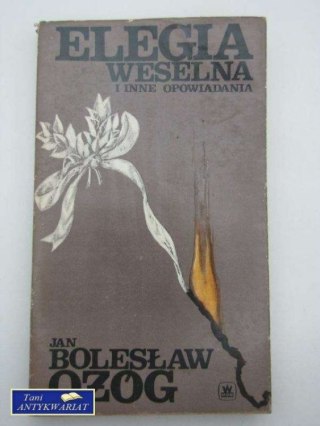 ELEGIA
WESELNA
I INNE OPOWIADANIA
JAN
BOLESŁAW
OŻÓG
W
Tani
ANTYKWARIAT